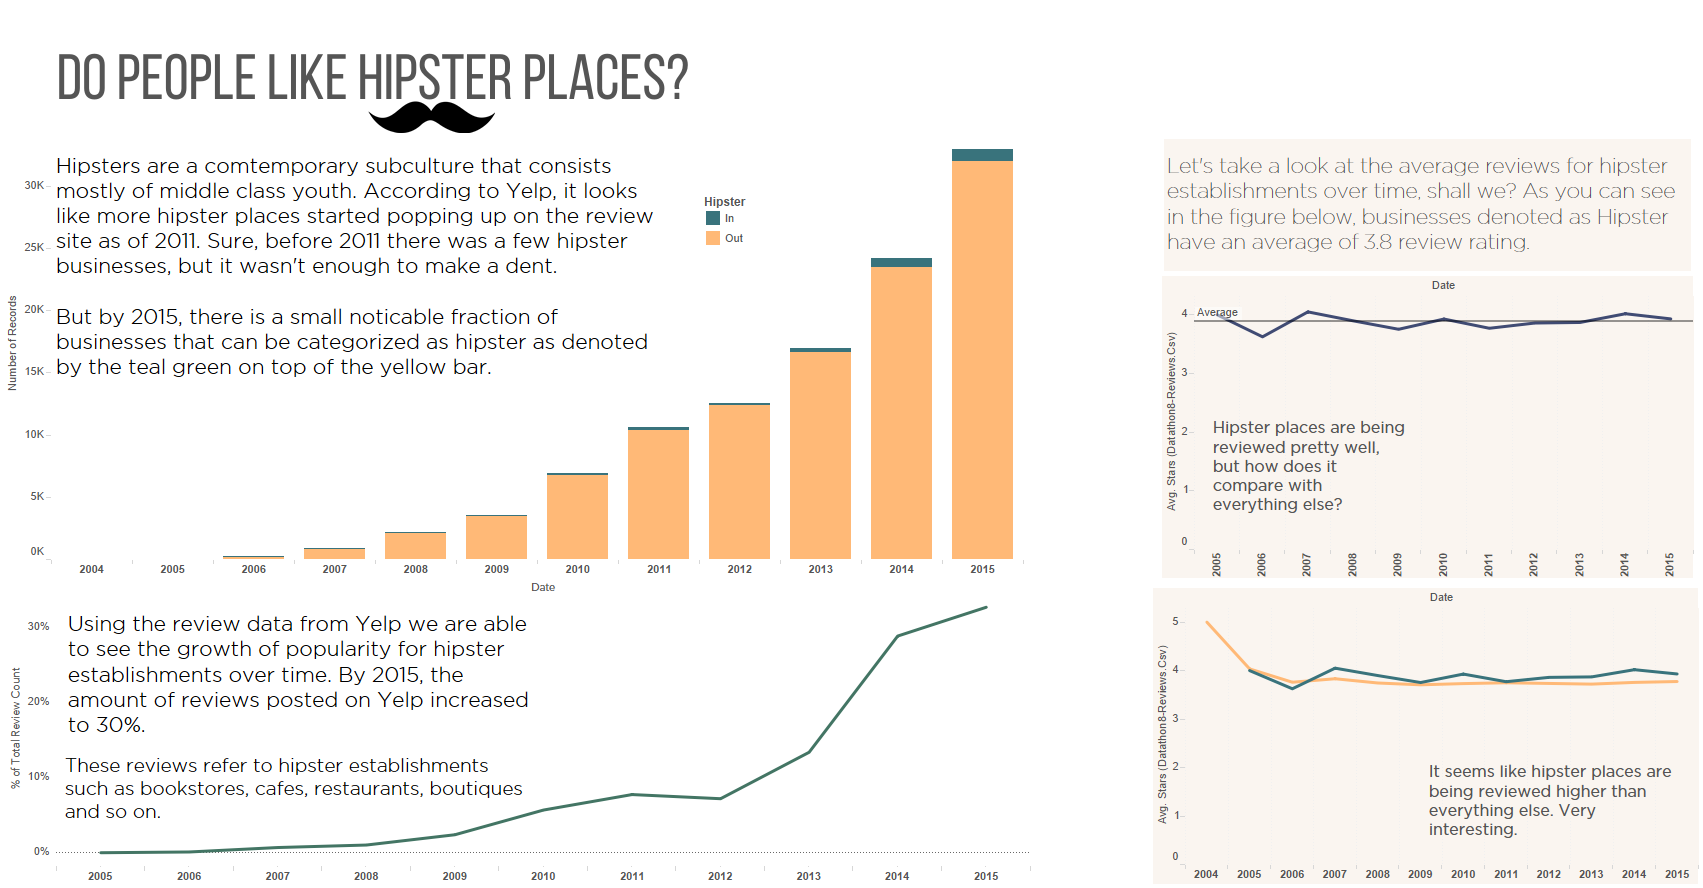 DO PEOPLE LIKE HIPSTER PLACES?
Hipsters are a comtemporary subculture that consists
mostly of middle class youth. According to Yelp, it looks
like more hipster places started popping up on the review
site as of 2011. Sure, before 2011 there was a few hipster
businesses, but it wasn't enough to make a dent.
But by 2015, there is a small noticable fraction of
businesses that can be categorized as hipster as denoted
by the teal green on top of the yellow bar.
Hipster
In
Out
Number of Records
30K
25K
20K
15K
10K
5K
0K
2004 2005 2006 2007 2008 2009 2010 2011 2012 2013 2014 2015
Date
Using the review data from Yelp we are able
to see the growth of popularity for hipster
establishments over time. By 2015, the
amount of reviews posted on Yelp increased
to 30%.
These reviews refer to hipster establishments
such as bookstores, cafes, restaurants, boutiques
and so on.
% of Total Review Count
30%
20%
10%
0%
2005 2006 2007 2008 2009 2010 2011 2012 2013 2014 2015
Let's take a look at the average reviews for hipster
establishments over time, shall we? As you can see
in the figure below, businesses denoted as Hipster
have an average of 3.8 review rating.
Date
Avg. Stars (Datathon8-Reviews.Csv)
4
Average
3
2
1
0
Hipster places are being
reviewed pretty well,
but how does it
compare with
everything else?
2005 2006 2007 2008 2009 2010 2011 2012 2013 2014 2015
Date
Avg. Stars (Datathon8-Reviews.Csv)
5
4
3
2
1
0
It seems like hipster places are
being reviewed higher than
everything else. Very
interesting.
2004 2005 2006 2007 2008 2009 2010 2011 2012 2013 2014 2015